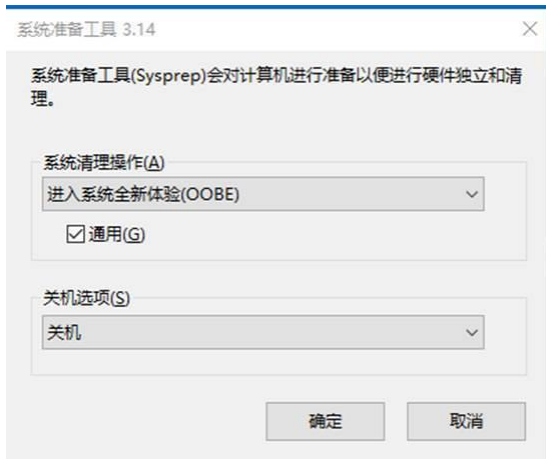 系统准备工具 3.14
系统准备工具(Sysprep)会对计算机进行准备以便进行硬件独立和清
理。
系统清理操作(A)
进入系统全新体验(OOBE)
通用(G)
关机选项(S)
关机
确定 取消